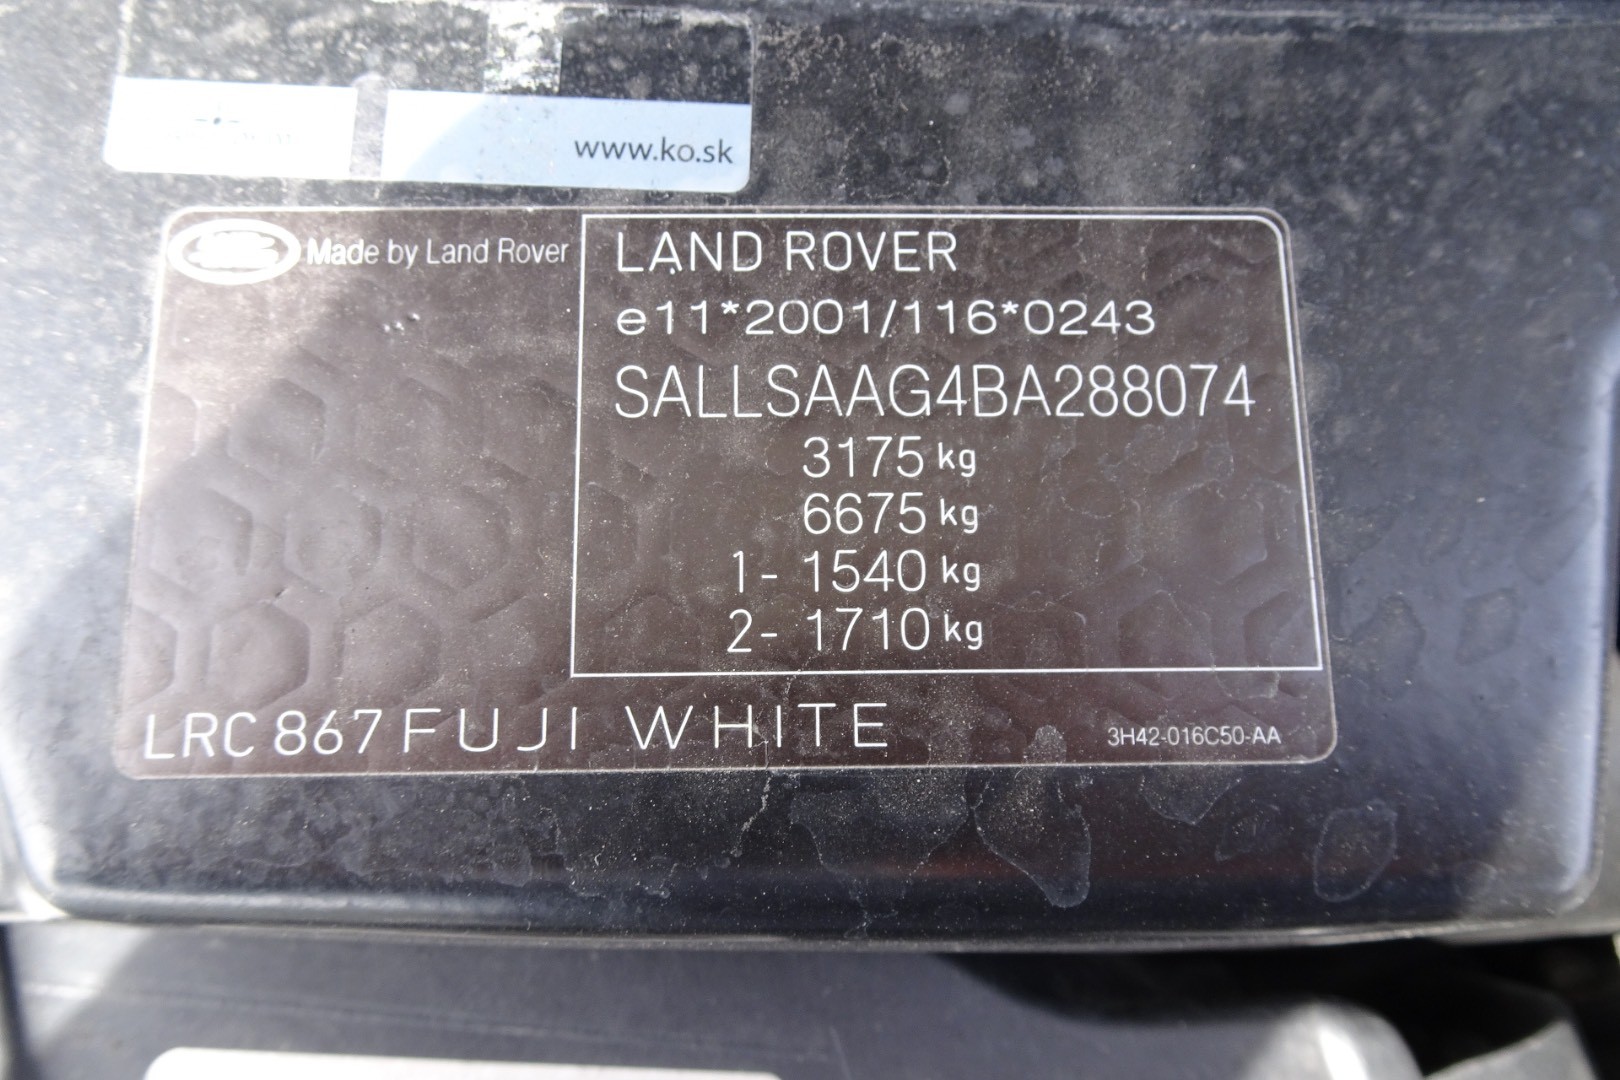 www.ko.sk
Made by Land Rover
LAND ROVER
e11*2001/116*0243
SALLSAAG4BA288074
3175 kg
6675 kg
1- 1540 kg
2- 1710 kg
LRC 867 FUJI WHITE
3H42-016C50-AA